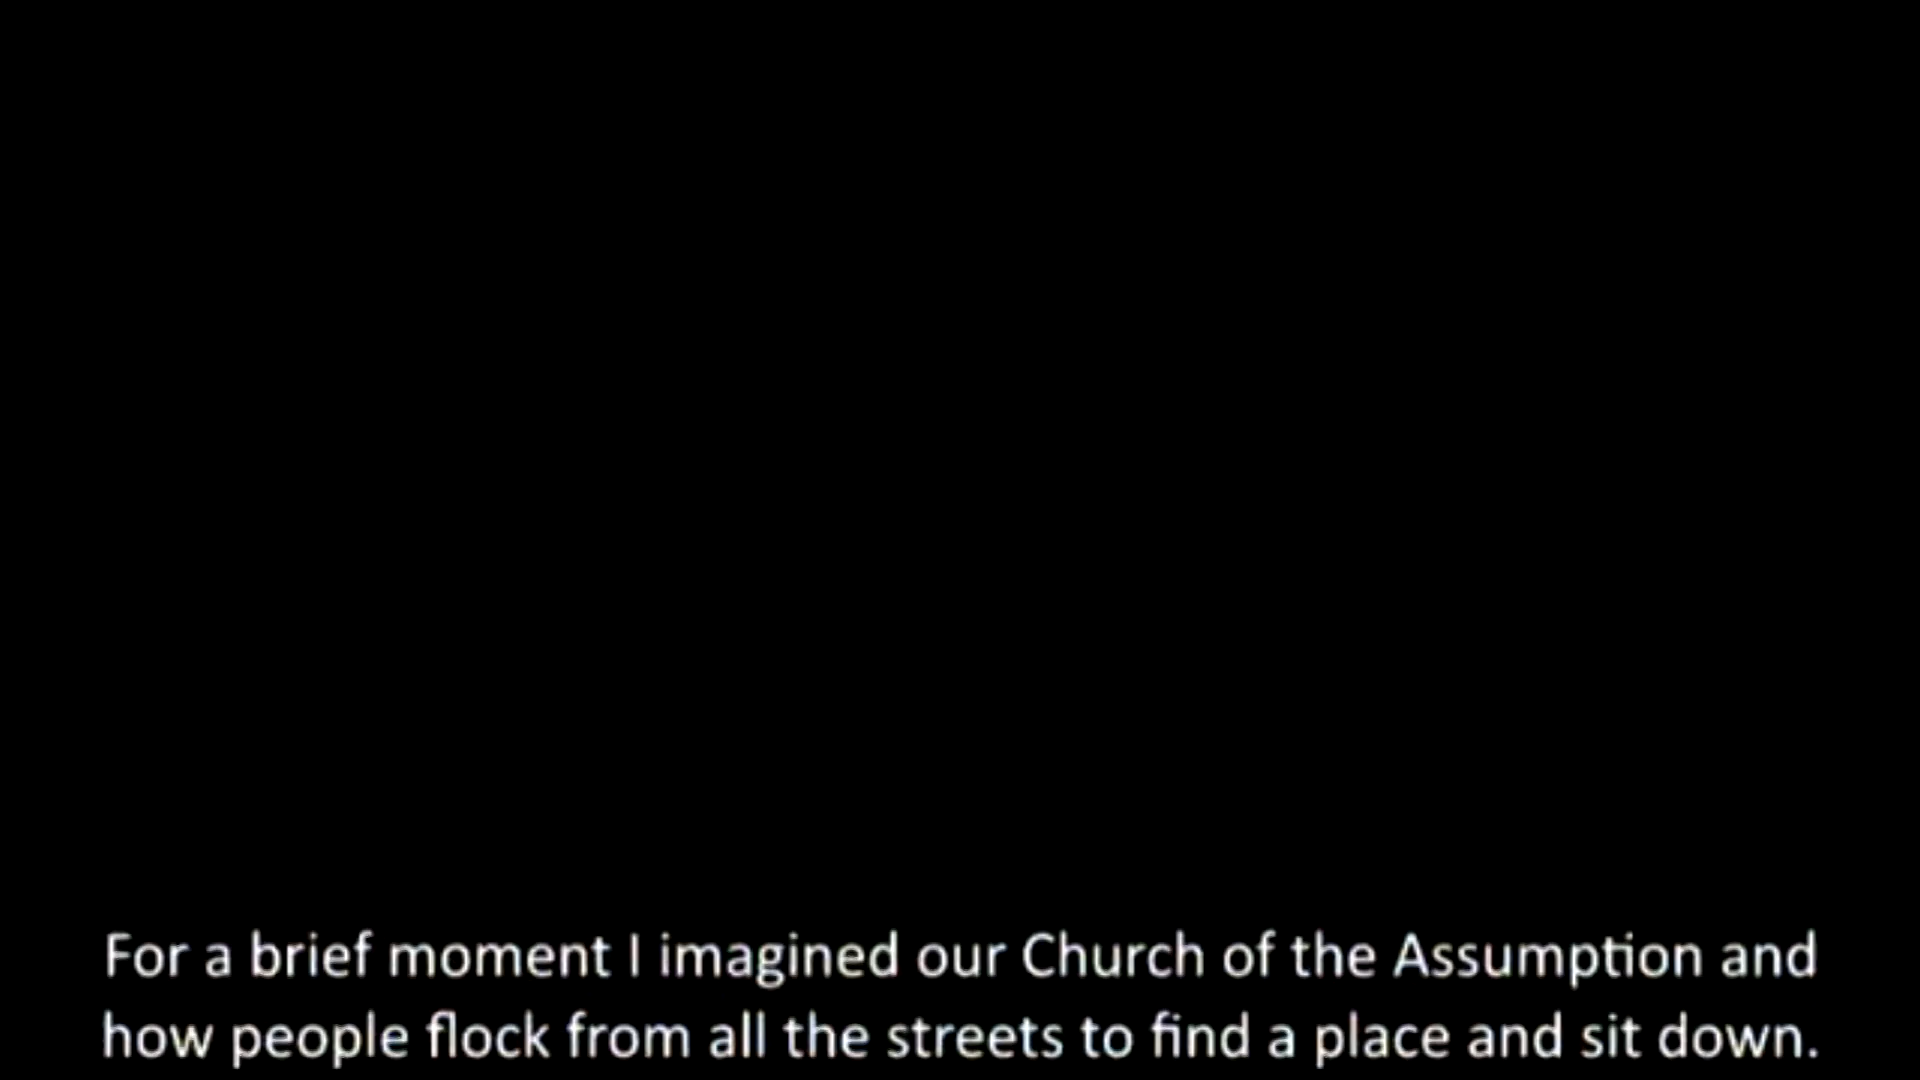 For a brief moment I imagined our Church of the Assumption and
how people flock from all the streets to find a place and sit down.